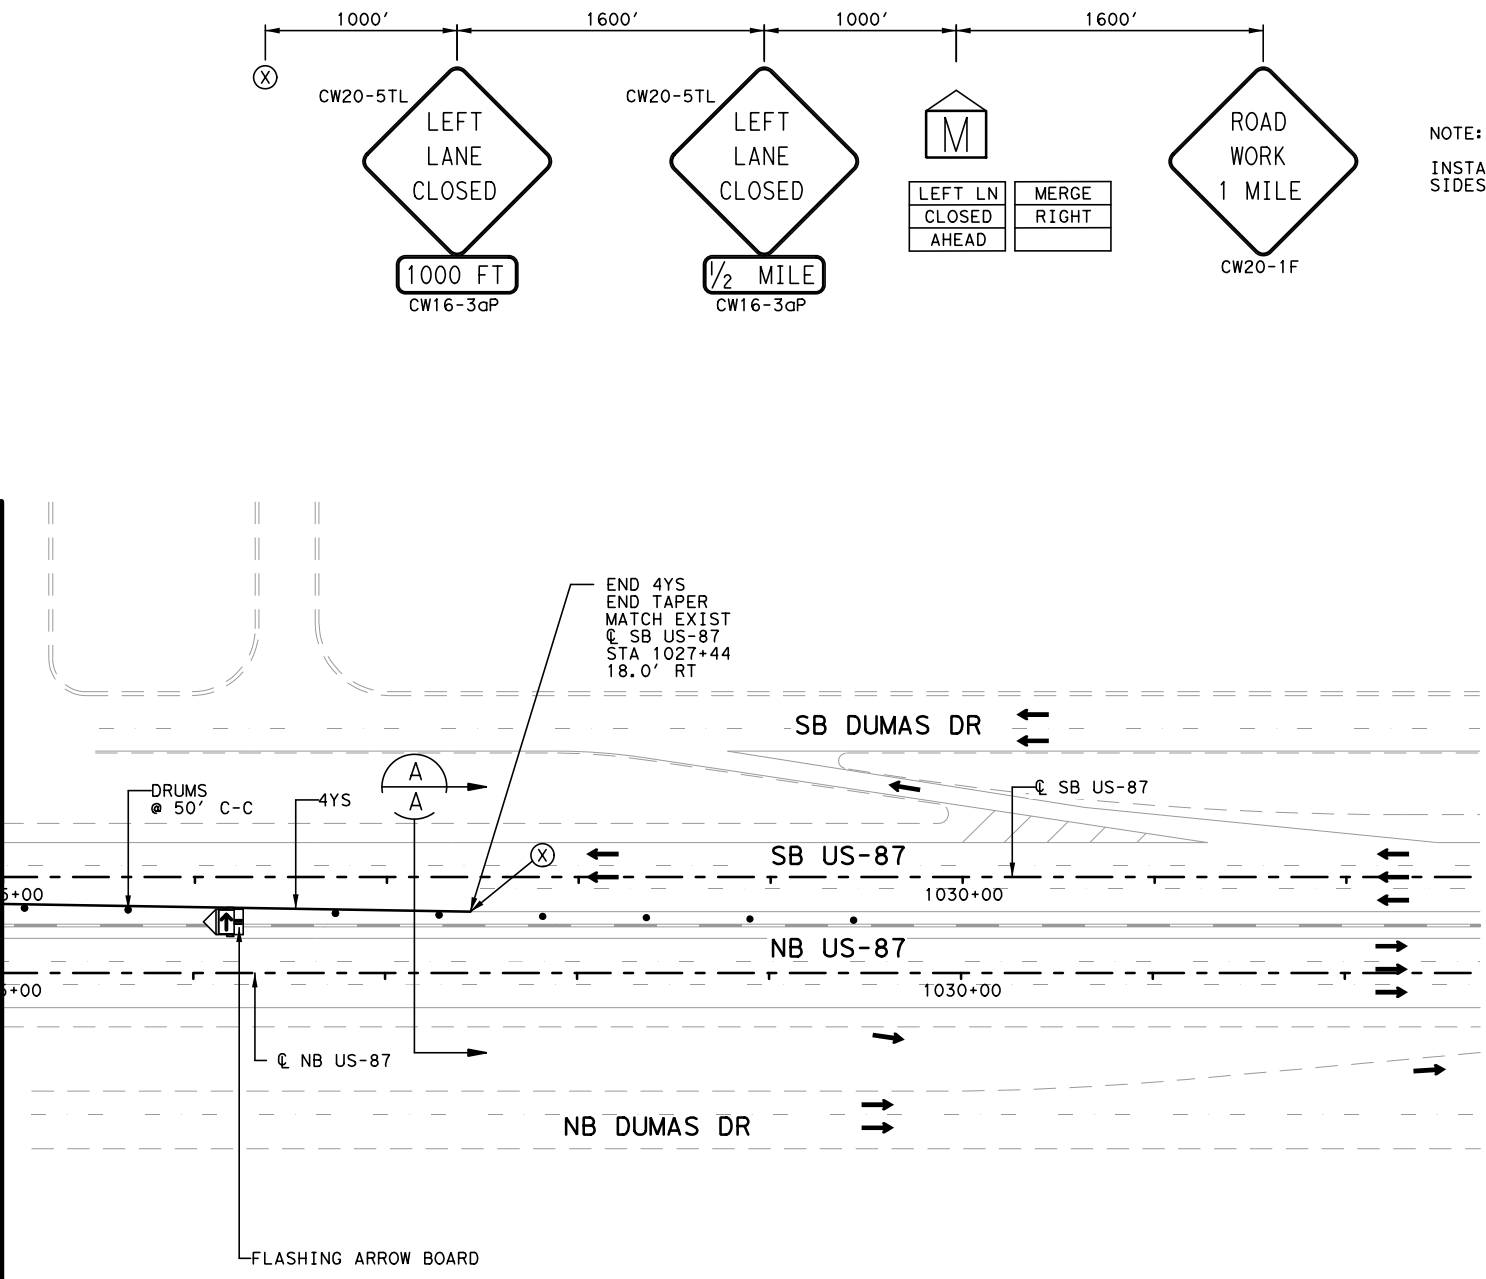 1000'
1600'
1000'
1600'
X
CW20-5TL
LEFT
LANE
CLOSED
1000 FT
CW16-3aP
CW20-5TL
LEFT
LANE
CLOSED
1/2 MILE
CW16-3aP
M
LEFT LN
CLOSED
AHEAD
MERGE
RIGHT
ROAD
WORK
1 MILE
CW20-1F
NOTE:
INSTA
SIDES
END 4YS
END TAPER
MATCH EXIST
℄ SB US-87
STA 1027+44
18.0' RT
SB DUMAS DR
DRUMS
@ 50' C-C
4YS
A
A
℄ SB US-87
X
SB US-87
5+00
1030+00
NB US-87
5+00
1030+00
℄ NB US-87
NB DUMAS DR
FLASHING ARROW BOARD